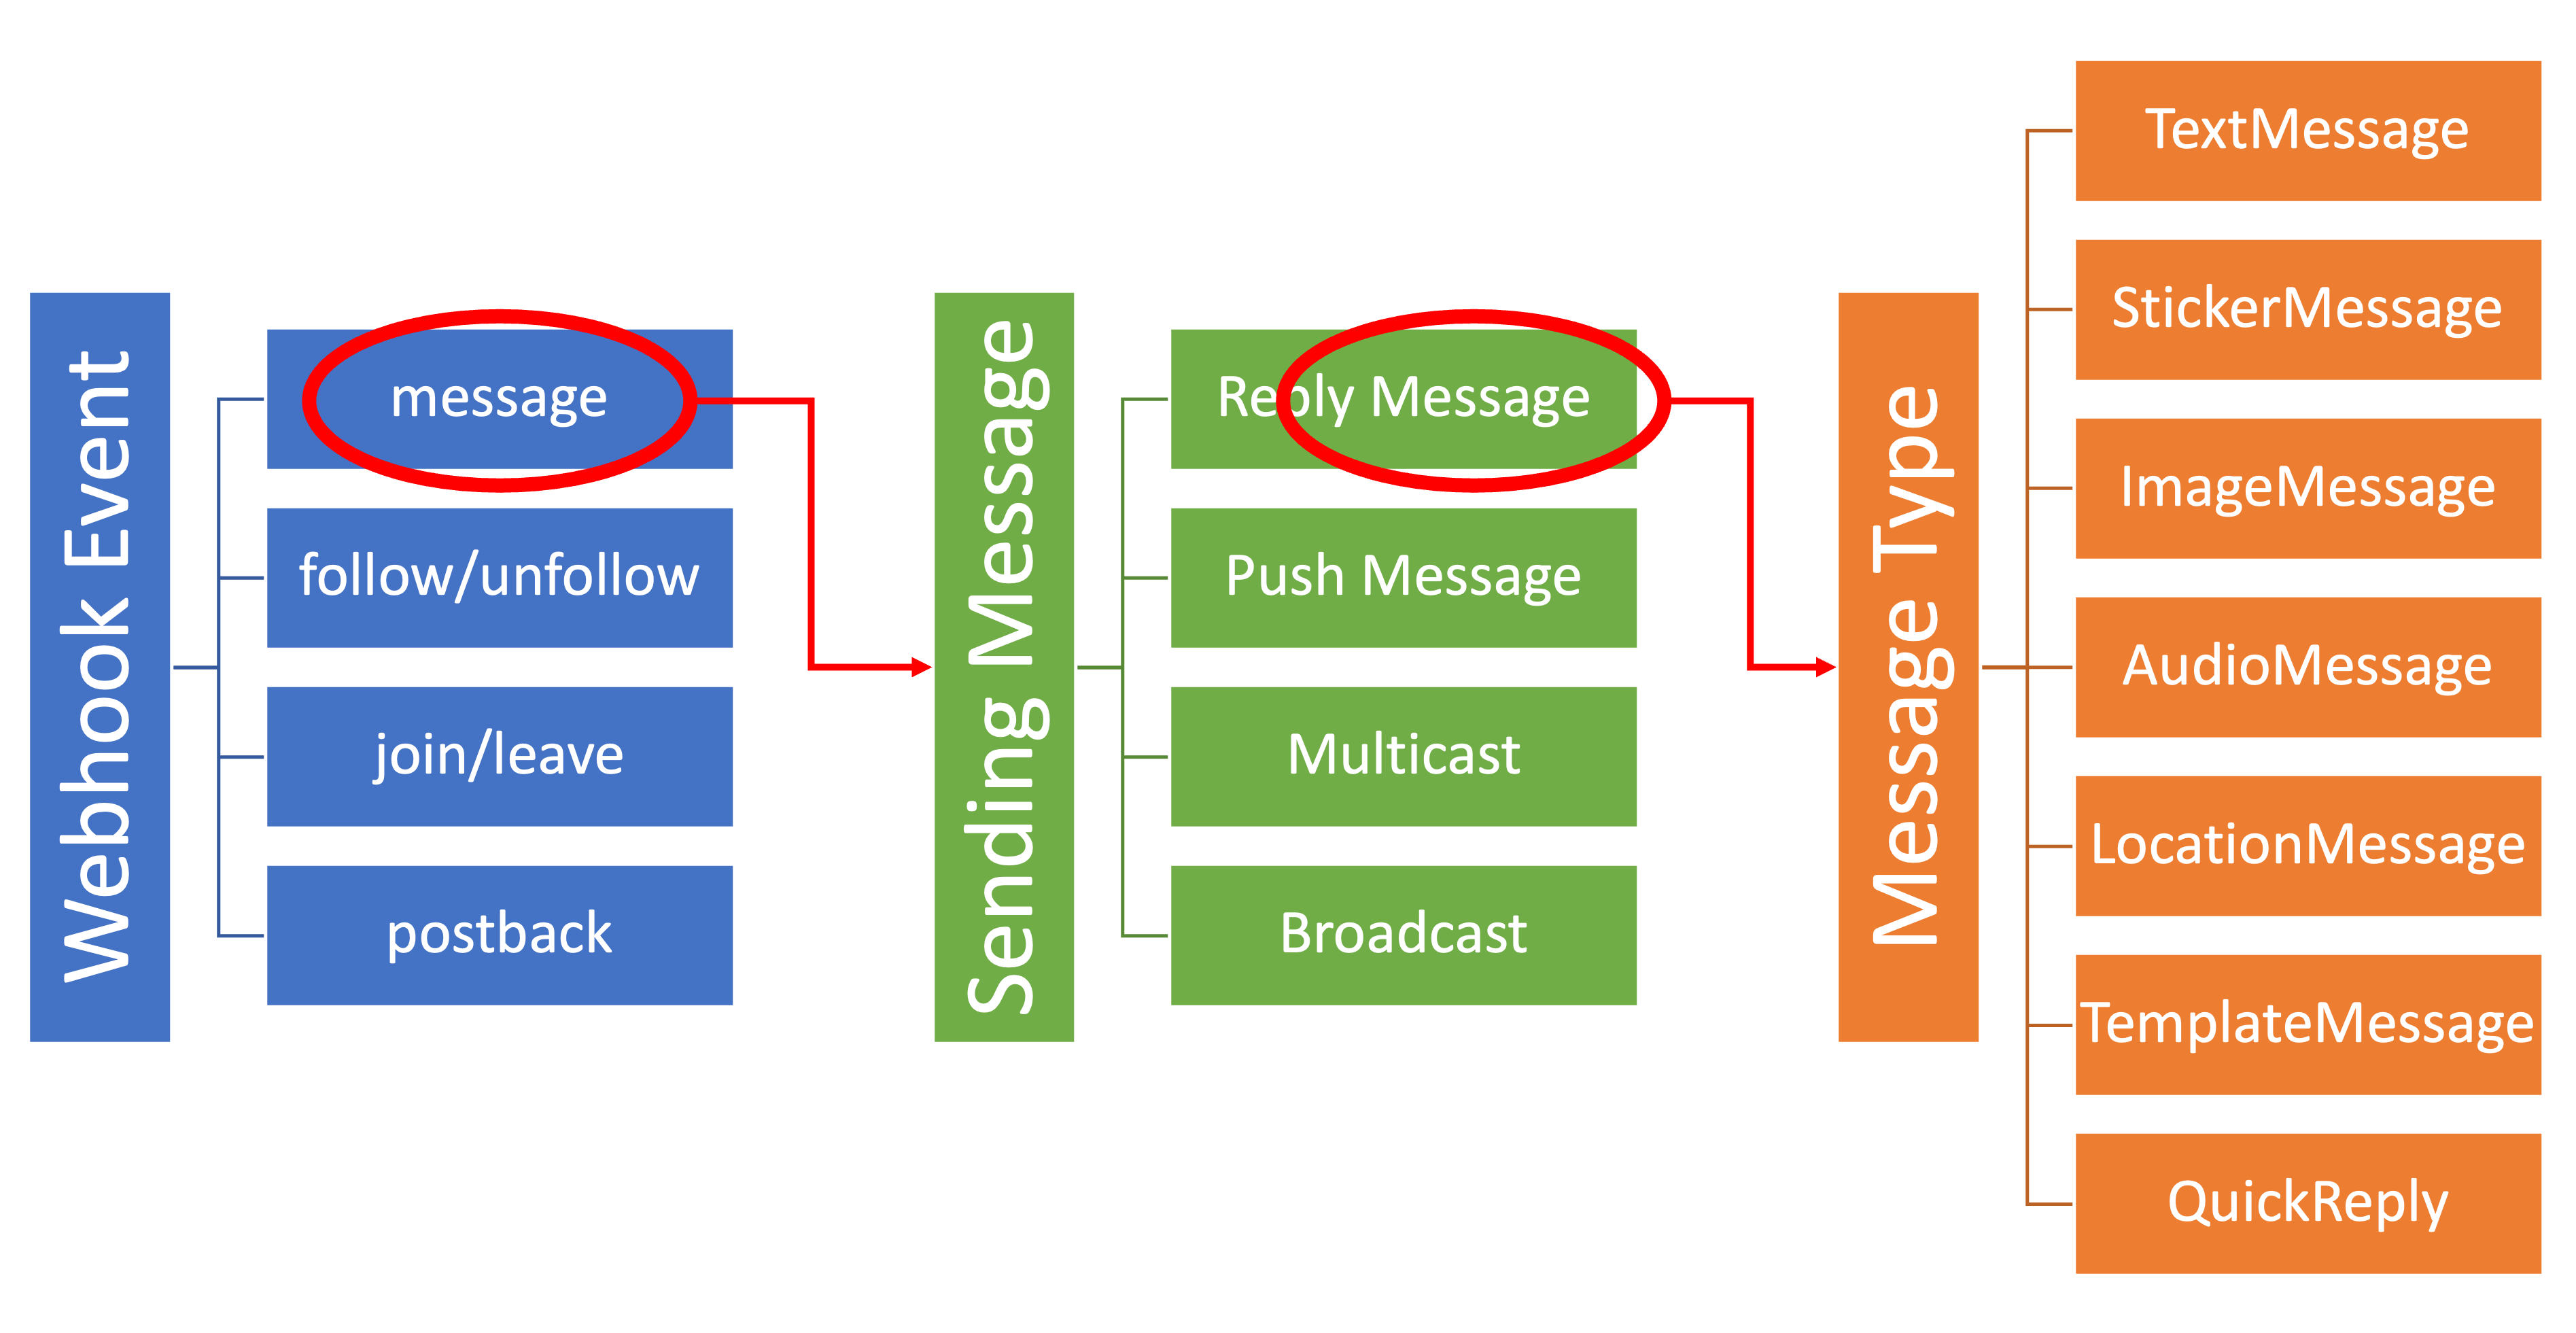 Webhook Event
message
follow/unfollow
join/leave
postback
Sending Message
Reply Message
Push Message
Multicast
Broadcast
Message Type
TextMessage
StickerMessage
ImageMessage
AudioMessage
LocationMessage
TemplateMessage
QuickReply